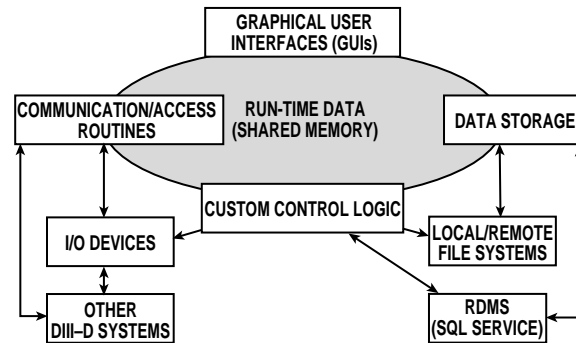 GRAPHICAL USER
INTERFACES (GUIs)
COMMUNICATION/ACCESS
ROUTINES
RUN-TIME DATA
(SHARED MEMORY)
DATA STORAGE
CUSTOM CONTROL LOGIC
I/O DEVICES
LOCAL/REMOTE
FILE SYSTEMS
OTHER
DIII–D SYSTEMS
RDMS
(SQL SERVICE)